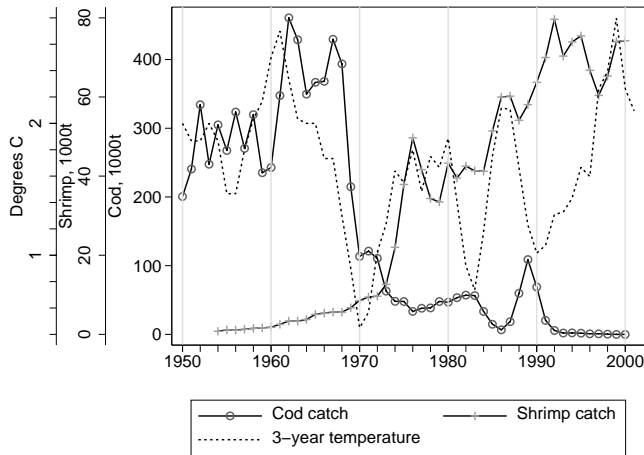 Degrees C
1 2
Shrimp, 1000t
0 20 40 60 80
Cod, 1000t
0 100 200 300 400
1950 1960 1970 1980 1990 2000
Cod catch Shrimp catch
3−year temperature